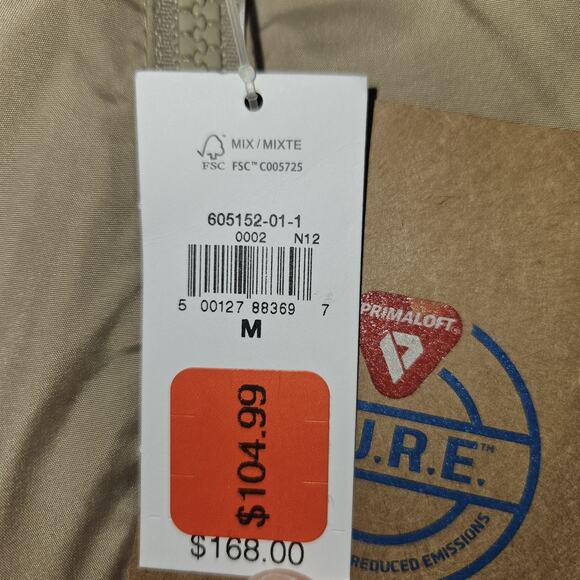 MIX / MIXTE
FSC FSC™ C005725
605152-01-1
0002 N12
5 00127 88369 7
M
$104.99
$168.00
PRIMALOFT
U.R.E.™
REDUCED EMISSIONS